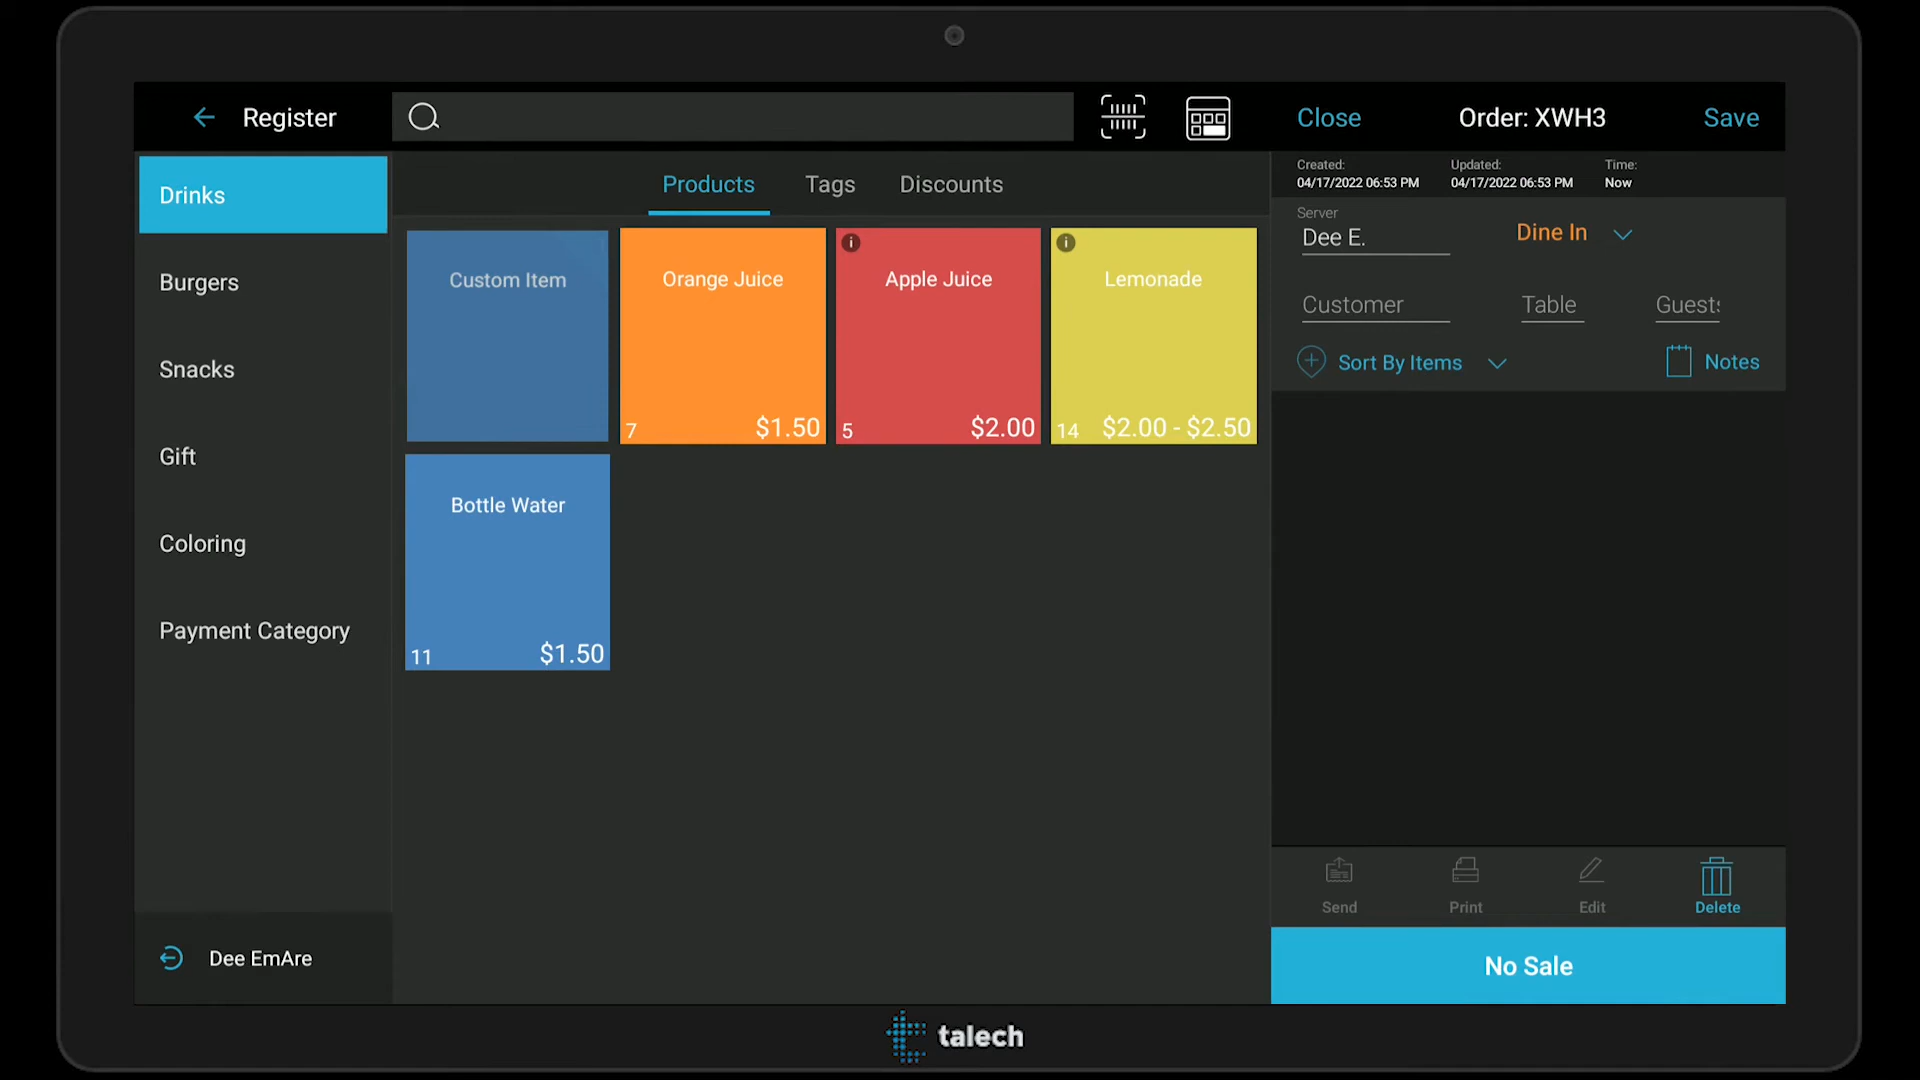 Register
Close
Order: XWH3
Save
Drinks
Burgers
Snacks
Gift
Coloring
Payment Category
Dee EmAre
Products
Tags
Discounts
Custom Item
Orange Juice
7
$1.50
Apple Juice
5
$2.00
Lemonade
14
$2.00 - $2.50
Bottle Water
11
$1.50
Created:
04/17/2022 06:53 PM
Updated:
04/17/2022 06:53 PM
Time:
Now
Server
Dee E.
Dine In
Customer
Table
Guests
Sort By Items
Notes
Send
Print
Edit
Delete
No Sale
talech